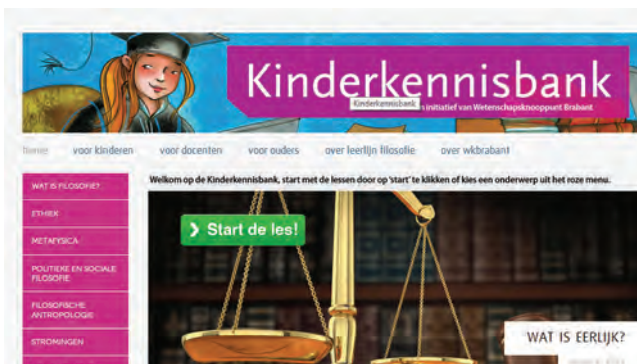 Kinderkennisbank
Kinderkennisbank n initiatief van Wetenschapsknooppunt Brabant
home voor kinderen voor docenten voor ouders over leerlijn filosofie over wkbrabant
Welkom op de Kinderkennisbank, start met de lessen door op 'start' te klikken of kies een onderwerp uit het roze menu.
WAT IS FILOSOFIE?
ETHIEK
METAFYSICA
POLITIEKE EN SOCIALE
FILOSOFIE
FILOSOFISCHE
ANTROPOLOGIE
STROMINGEN
Start de les!
WAT IS EERLIJK?